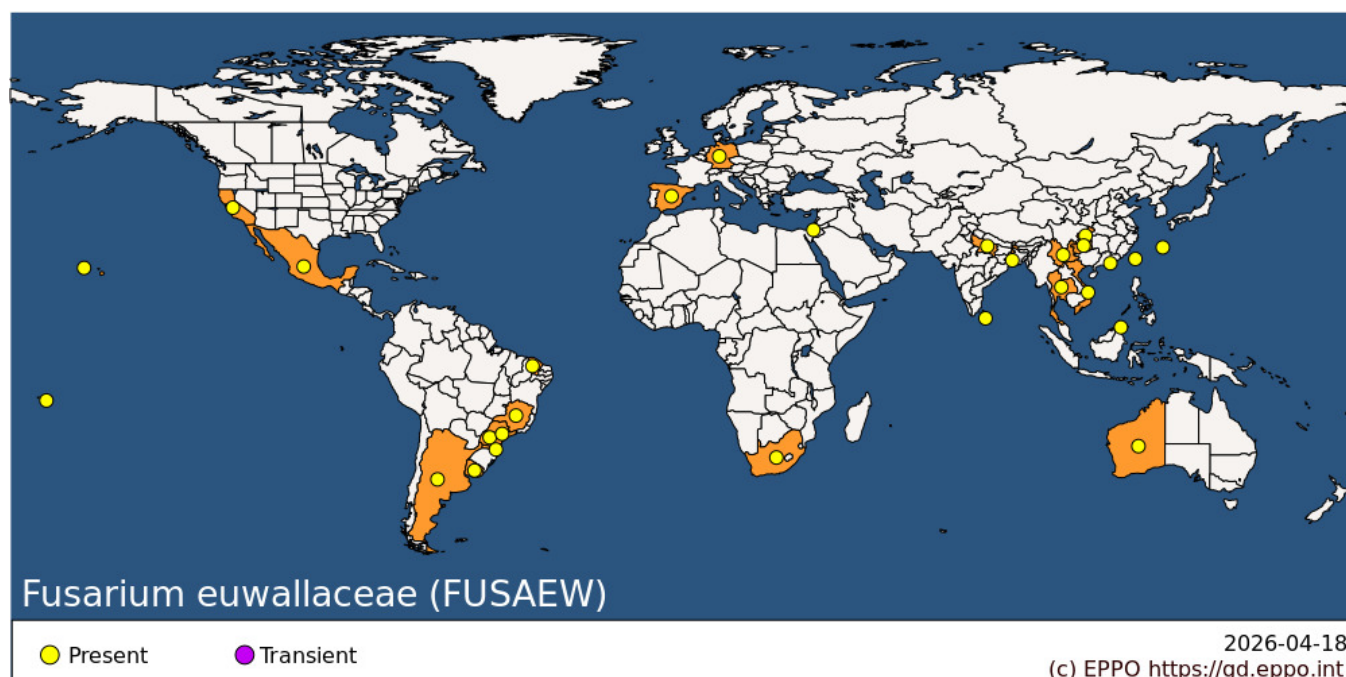 Fusarium euwallaceae (FUSAEW)
Present
Transient
2026-04-18
(c) EPPO https://gd.eppo.int